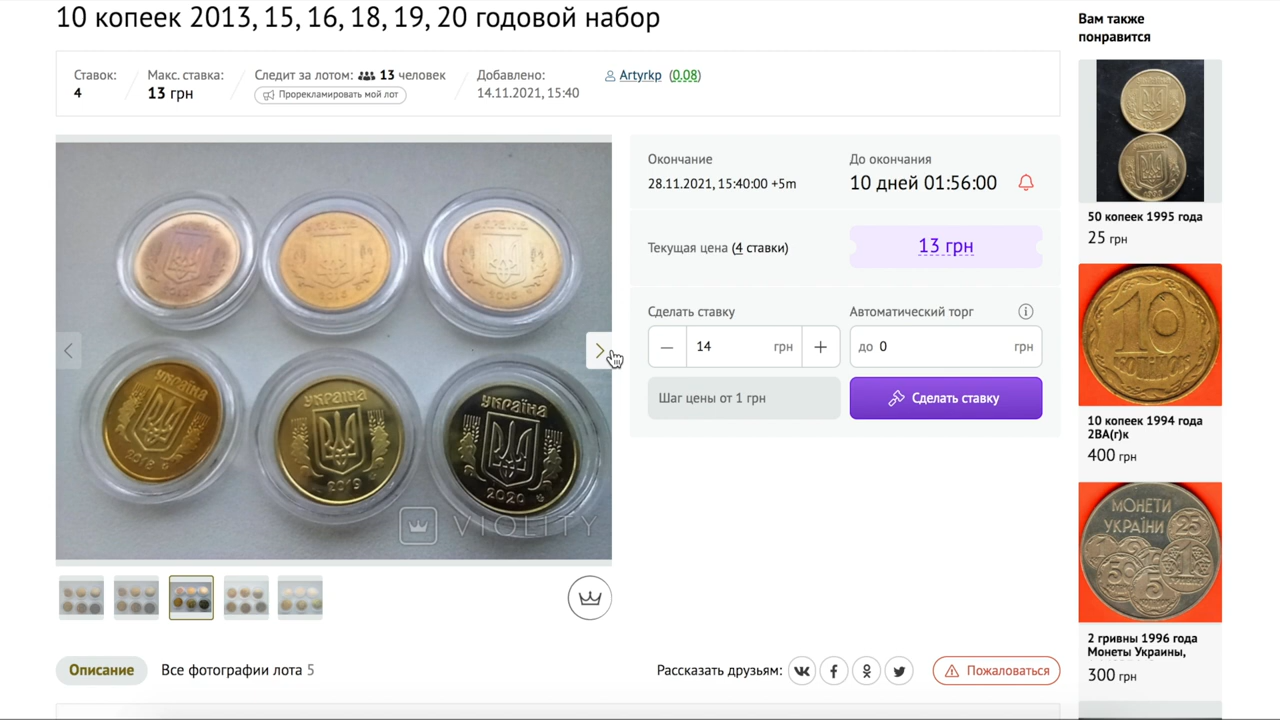 10 копеек 2013, 15, 16, 18, 19, 20 годовой набор
Ставок:
4
Макс. ставка:
13 грн
Следит за лотом: 13 человек
Прорекламировать мой лот
Добавлено:
14.11.2021, 15:40
Artyrkp (0.08)
Вам также
понравится
Окончание
28.11.2021, 15:40:00 +5m
До окончания
10 дней 01:56:00
Текущая цена (4 ставки)
13 грн
Сделать ставку
14 грн
Автоматический торг
до 0 грн
Шаг цены от 1 грн
Сделать ставку
Україна
2018
Україна
2019
Україна
2020
VIOLITY
50 копеек 1995 года
25 грн
10
КОПІЙОК
10 копеек 1994 года
2ВА(г)к
400 грн
МОНЕТИ
УКРАЇНИ
25
1
50
5
1
2 гривны 1996 года
Монеты Украины,
300 грн
Описание
Все фотографии лота 5
Рассказать друзьям:
Пожаловаться